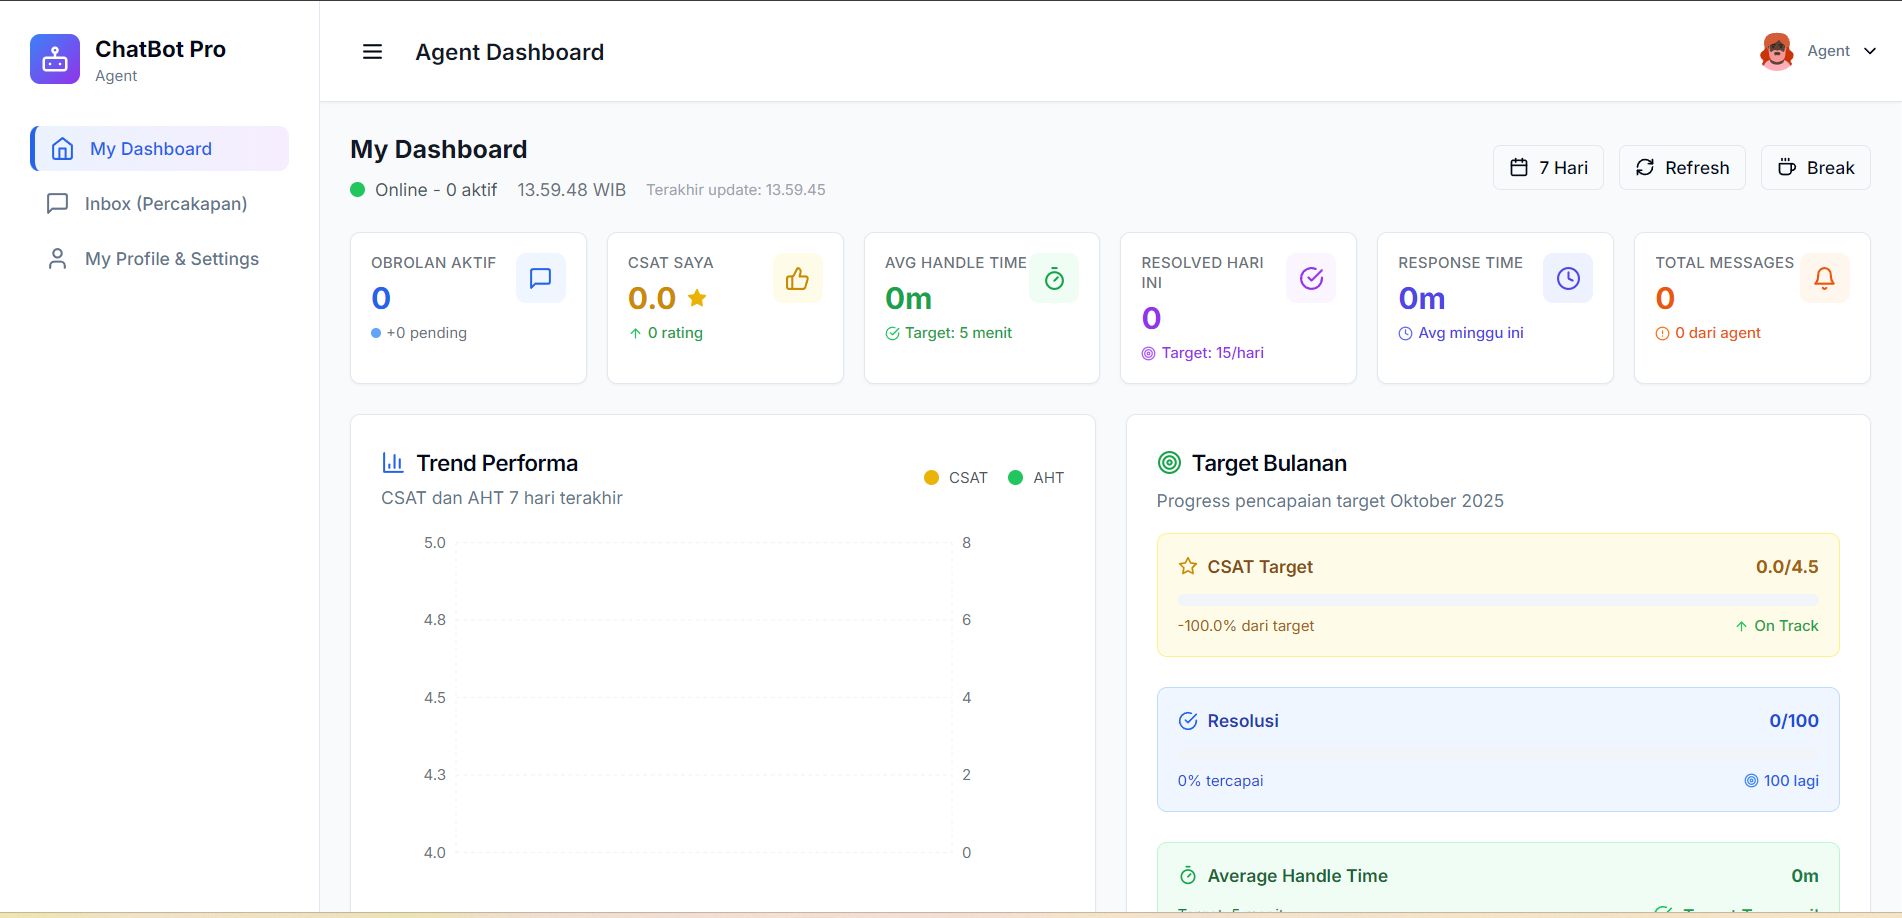 ChatBot Pro
Agent
My Dashboard
Inbox (Percakapan)
My Profile & Settings
Agent Dashboard
Agent
My Dashboard
Online - 0 aktif 13.59.48 WIB Terakhir update: 13.59.45
7 Hari
Refresh
Break
OBROLAN AKTIF
0
+0 pending
CSAT SAYA
0.0
0 rating
AVG HANDLE TIME
0m
Target: 5 menit
RESOLVED HARI
INI
0
Target: 15/hari
RESPONSE TIME
0m
Avg minggu ini
TOTAL MESSAGES
0
0 dari agent
Trend Performa
CSAT dan AHT 7 hari terakhir
CSAT AHT
5.0 8
4.8 6
4.5 4
4.3 2
4.0 0
Target Bulanan
Progress pencapaian target Oktober 2025
CSAT Target 0.0/4.5
-100.0% dari target On Track
Resolusi 0/100
0% tercapai 100 lagi
Average Handle Time 0m